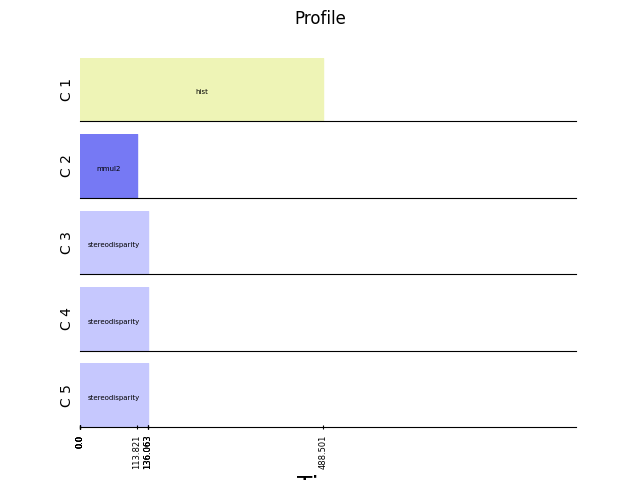 Profile
C 1
hist
C 2
mmul2
C 3
stereodisparity
C 4
stereodisparity
C 5
stereodisparity
0.0
113.821
136.063
488.501